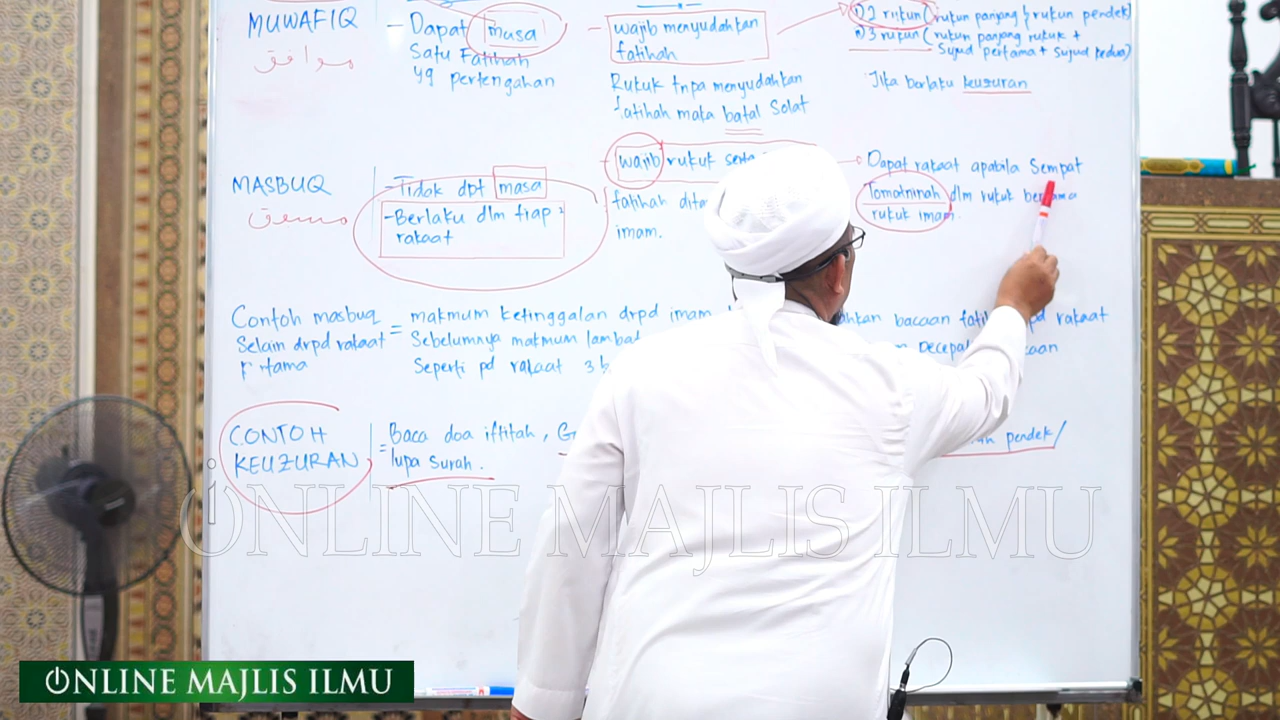 MUWAFIQ
موافق
- Dapat masa
Satu Fatihah
yg pertengahan
- wajib menyudahkan
fatihah
Rukuk tnpa menyudahkan
fatihah maka batal Solat
2 rukun (rukun panjang & rukun pendek)
3 rukun (rukun panjang rukuk +
Sujud pertama + sujud kedua)
Jika berlaku keuzuran
MASBUQ
مسبوق
- Tidak dpt masa
- Berlaku dlm tiap²
rakaat
- wajib rukuk serta
fatihah
imam.
Dapat rakaat apabila Sempat
Tomakninah dlm rukuk bersama
rukuk imam.
Contoh masbuq
Selain drpd rakaat
= makmum ketinggalan drpd imam
bacaan rakaat
Sebelumnya makmum
Seperti pd rakaat 3
CONTOH
KEUZURAN
= Baca doa iftitah,
pendek/
lupa surah.
ONLINE MAJLIS ILMU
ONLINE MAJLIS ILMU